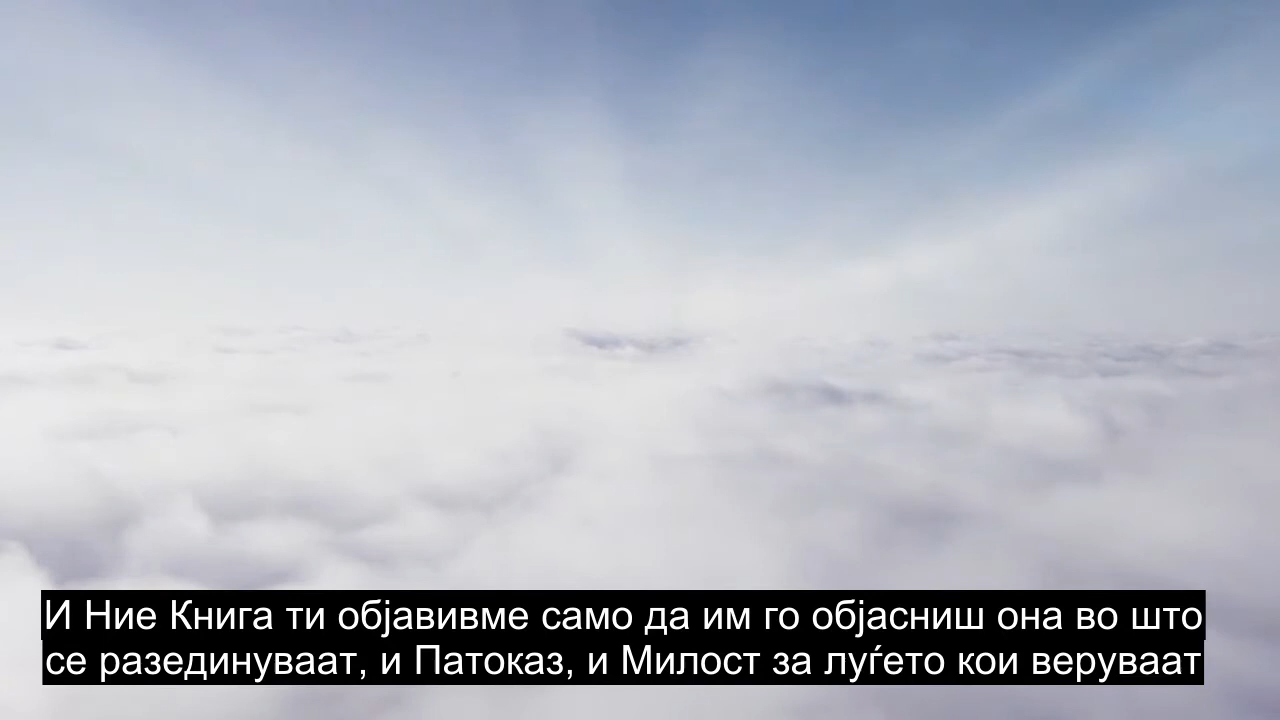 И Ние Книга ти објавивме само да им го објасниш она во што
се разединуваат, и Патоказ, и Милост за луѓето кои веруваат